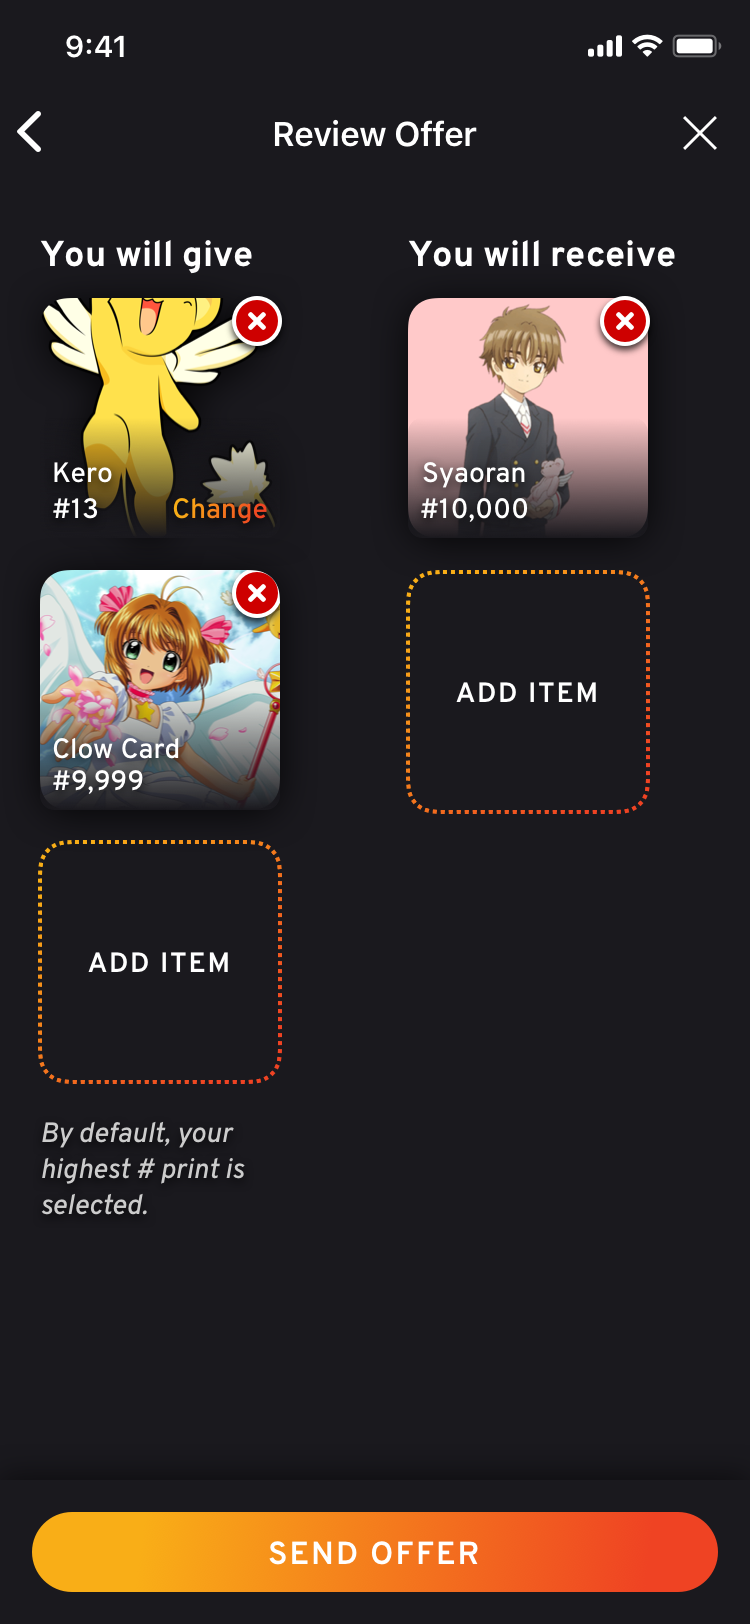 9:41
Review Offer
You will give
Kero
#13
Change
Clow Card
#9,999
ADD ITEM
By default, your
highest # print is
selected.
You will receive
Syaoran
#10,000
ADD ITEM
SEND OFFER